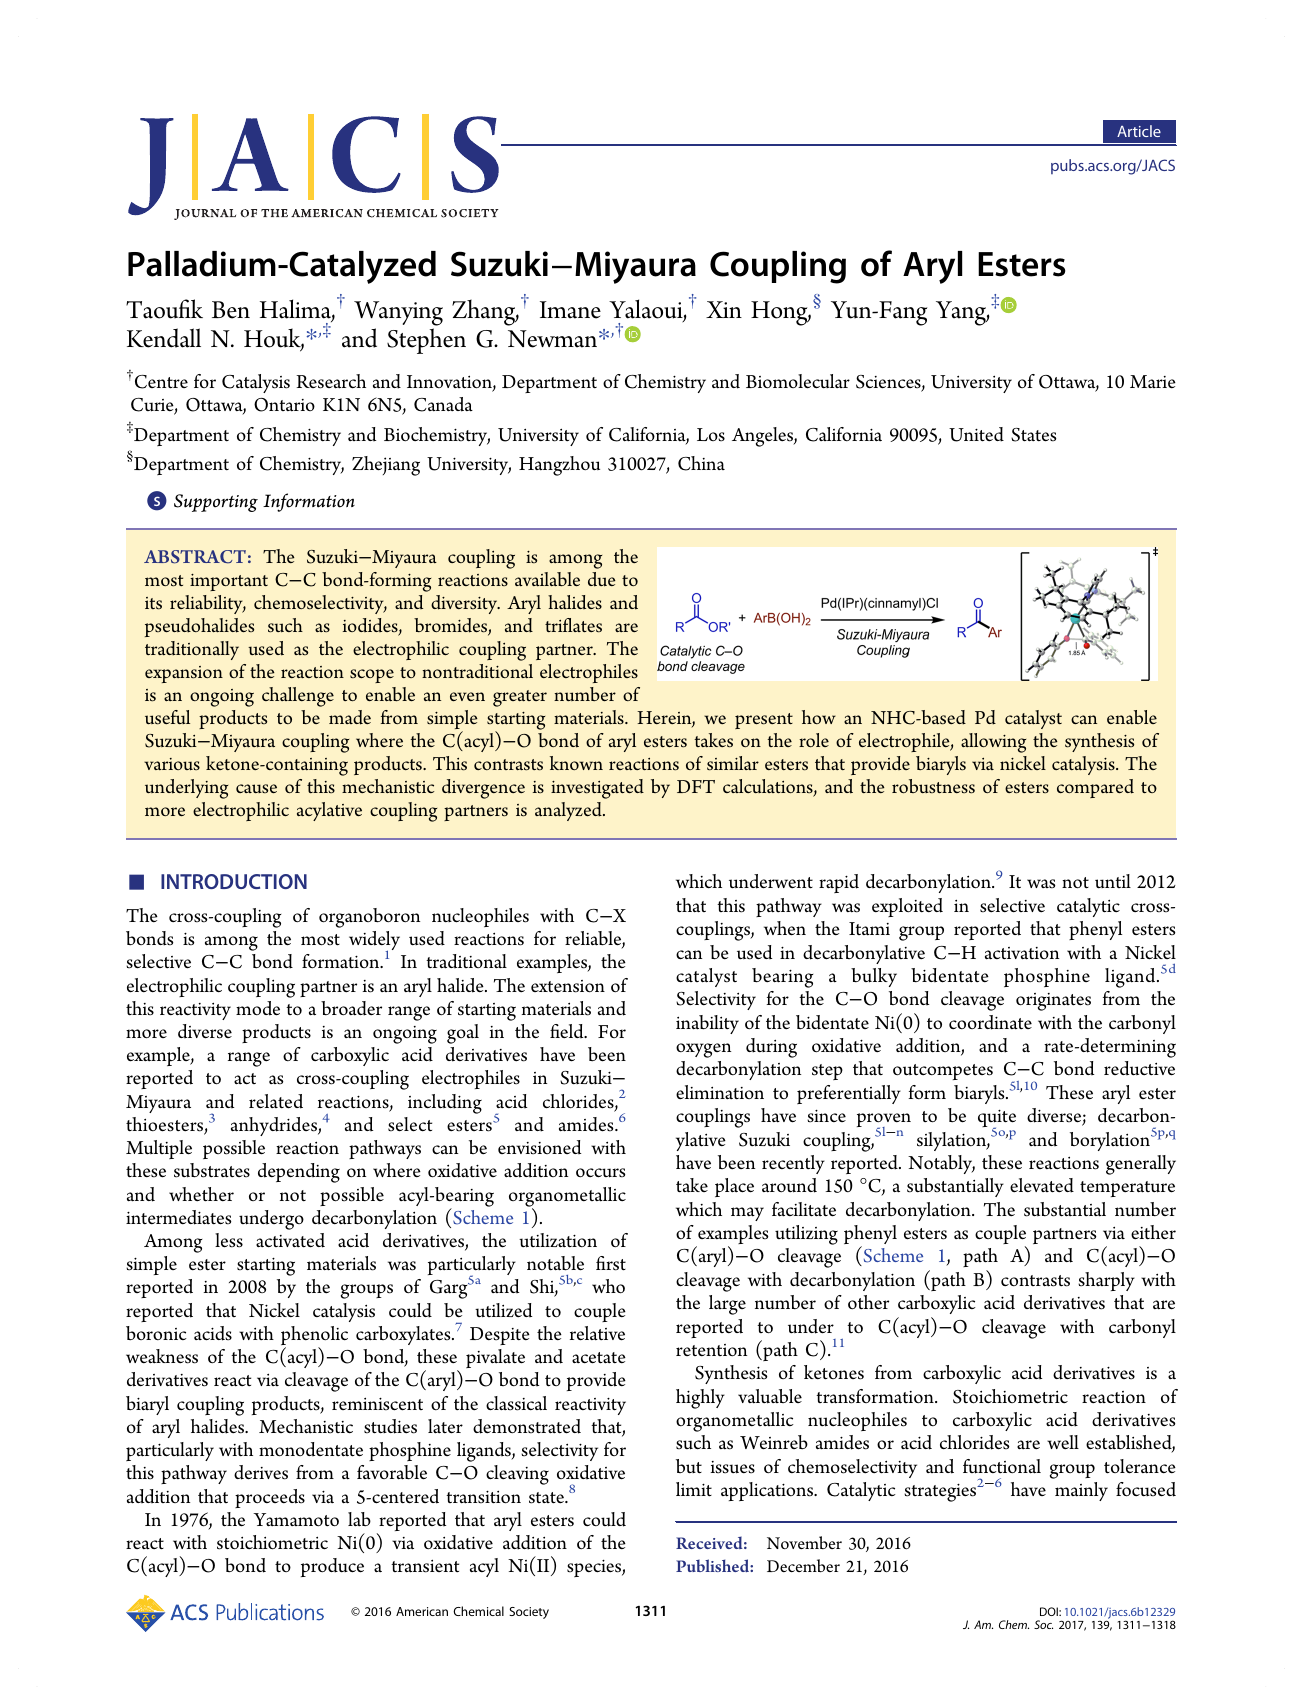 J|A|C|S
JOURNAL OF THE AMERICAN CHEMICAL SOCIETY
Article
pubs.acs.org/JACS
Palladium-Catalyzed Suzuki−Miyaura Coupling of Aryl Esters
Taoufik Ben Halima,† Wanying Zhang,† Imane Yalaoui,† Xin Hong,§ Yun-Fang Yang,‡ iD
Kendall N. Houk,*,‡ and Stephen G. Newman*,† iD
†Centre for Catalysis Research and Innovation, Department of Chemistry and Biomolecular Sciences, University of Ottawa, 10 Marie
Curie, Ottawa, Ontario K1N 6N5, Canada
‡Department of Chemistry and Biochemistry, University of California, Los Angeles, California 90095, United States
§Department of Chemistry, Zhejiang University, Hangzhou 310027, China
S Supporting Information
ABSTRACT: The Suzuki−Miyaura coupling is among the
most important C−C bond-forming reactions available due to
its reliability, chemoselectivity, and diversity. Aryl halides and
pseudohalides such as iodides, bromides, and triflates are
traditionally used as the electrophilic coupling partner. The
expansion of the reaction scope to nontraditional electrophiles
is an ongoing challenge to enable an even greater number of
useful products to be made from simple starting materials. Herein, we present how an NHC-based Pd catalyst can enable
Suzuki−Miyaura coupling where the C(acyl)−O bond of aryl esters takes on the role of electrophile, allowing the synthesis of
various ketone-containing products. This contrasts known reactions of similar esters that provide biaryls via nickel catalysis. The
underlying cause of this mechanistic divergence is investigated by DFT calculations, and the robustness of esters compared to
more electrophilic acylative coupling partners is analyzed.
O
R OR' + ArB(OH)2
Catalytic C–O
bond cleavage
Pd(IPr)(cinnamyl)Cl
Suzuki-Miyaura
Coupling
O
R Ar
1.85 Å
‡
INTRODUCTION
The cross-coupling of organoboron nucleophiles with C−X
bonds is among the most widely used reactions for reliable,
selective C−C bond formation.1 In traditional examples, the
electrophilic coupling partner is an aryl halide. The extension of
this reactivity mode to a broader range of starting materials and
more diverse products is an ongoing goal in the field. For
example, a range of carboxylic acid derivatives have been
reported to act as cross-coupling electrophiles in Suzuki−
Miyaura and related reactions, including acid chlorides,2
thioesters,3 anhydrides,4 and select esters5 and amides.6
Multiple possible reaction pathways can be envisioned with
these substrates depending on where oxidative addition occurs
and whether or not possible acyl-bearing organometallic
intermediates undergo decarbonylation (Scheme 1).
Among less activated acid derivatives, the utilization of
simple ester starting materials was particularly notable first
reported in 2008 by the groups of Garg5a and Shi,5b,c who
reported that Nickel catalysis could be utilized to couple
boronic acids with phenolic carboxylates.7 Despite the relative
weakness of the C(acyl)−O bond, these pivalate and acetate
derivatives react via cleavage of the C(aryl)−O bond to provide
biaryl coupling products, reminiscent of the classical reactivity
of aryl halides. Mechanistic studies later demonstrated that,
particularly with monodentate phosphine ligands, selectivity for
this pathway derives from a favorable C−O cleaving oxidative
addition that proceeds via a 5-centered transition state.8
In 1976, the Yamamoto lab reported that aryl esters could
react with stoichiometric Ni(0) via oxidative addition of the
C(acyl)−O bond to produce a transient acyl Ni(II) species,
which underwent rapid decarbonylation.9 It was not until 2012
that this pathway was exploited in selective catalytic cross-
couplings, when the Itami group reported that phenyl esters
can be used in decarbonylative C−H activation with a Nickel
catalyst bearing a bulky bidentate phosphine ligand.5d
Selectivity for the C−O bond cleavage originates from the
inability of the bidentate Ni(0) to coordinate with the carbonyl
oxygen during oxidative addition, and a rate-determining
decarbonylation step that outcompetes C−C bond reductive
elimination to preferentially form biaryls.5l,10 These aryl ester
couplings have since proven to be quite diverse; decarbon-
ylative Suzuki coupling,5l−n silylation,5o,p and borylation5p,q
have been recently reported. Notably, these reactions generally
take place around 150 °C, a substantially elevated temperature
which may facilitate decarbonylation. The substantial number
of examples utilizing phenyl esters as couple partners via either
C(aryl)−O cleavage (Scheme 1, path A) and C(acyl)−O
cleavage with decarbonylation (path B) contrasts sharply with
the large number of other carboxylic acid derivatives that are
reported to under to C(acyl)−O cleavage with carbonyl
retention (path C).11
Synthesis of ketones from carboxylic acid derivatives is a
highly valuable transformation. Stoichiometric reaction of
organometallic nucleophiles to carboxylic acid derivatives
such as Weinreb amides or acid chlorides are well established,
but issues of chemoselectivity and functional group tolerance
limit applications. Catalytic strategies2−6 have mainly focused
Received: November 30, 2016
Published: December 21, 2016
ACS Publications
© 2016 American Chemical Society
1311
DOI: 10.1021/jacs.6b12329
J. Am. Chem. Soc. 2017, 139, 1311−1318